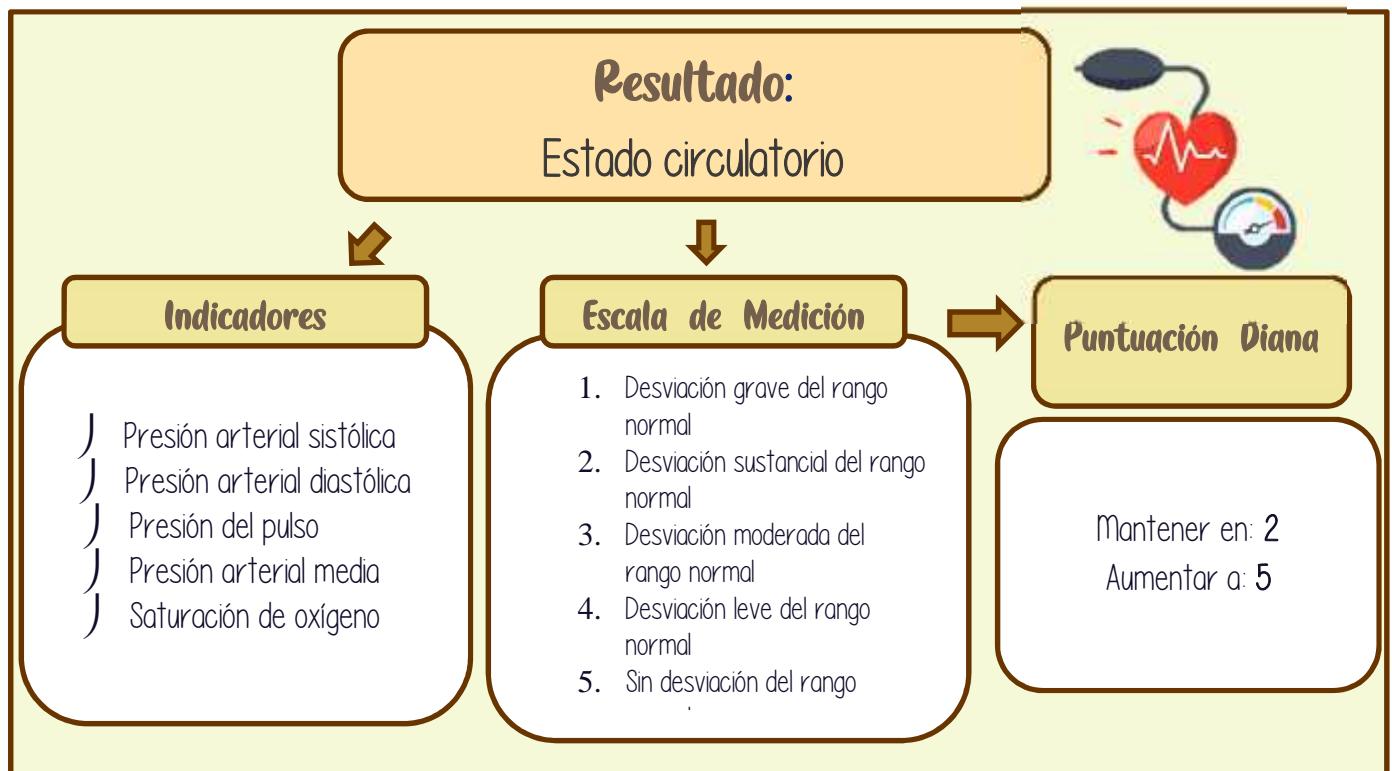 Resultado:
Estado circulatorio
Indicadores
Presión arterial sistólica
Presión arterial diastólica
Presión del pulso
Presión arterial media
Saturación de oxígeno
Escala de Medición
1. Desviación grave del rango
normal
2. Desviación sustancial del rango
normal
3. Desviación moderada del
rango normal
4. Desviación leve del rango
normal
5. Sin desviación del rango
Puntuación Diana
Mantener en: 2
Aumentar a: 5